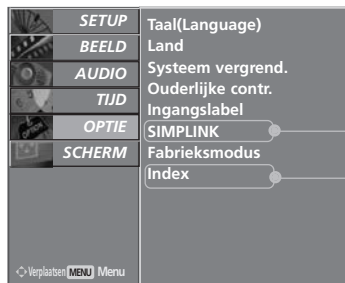 SETUP
BEELD
AUDIO
TIJD
OPTIE
SCHERM
Taal(Language)
Land
Systeem vergrend.
Ouderlijke contr.
Ingangslabel
SIMPLINK
Fabrieksmodus
Index
Verplaatsen MENU Menu